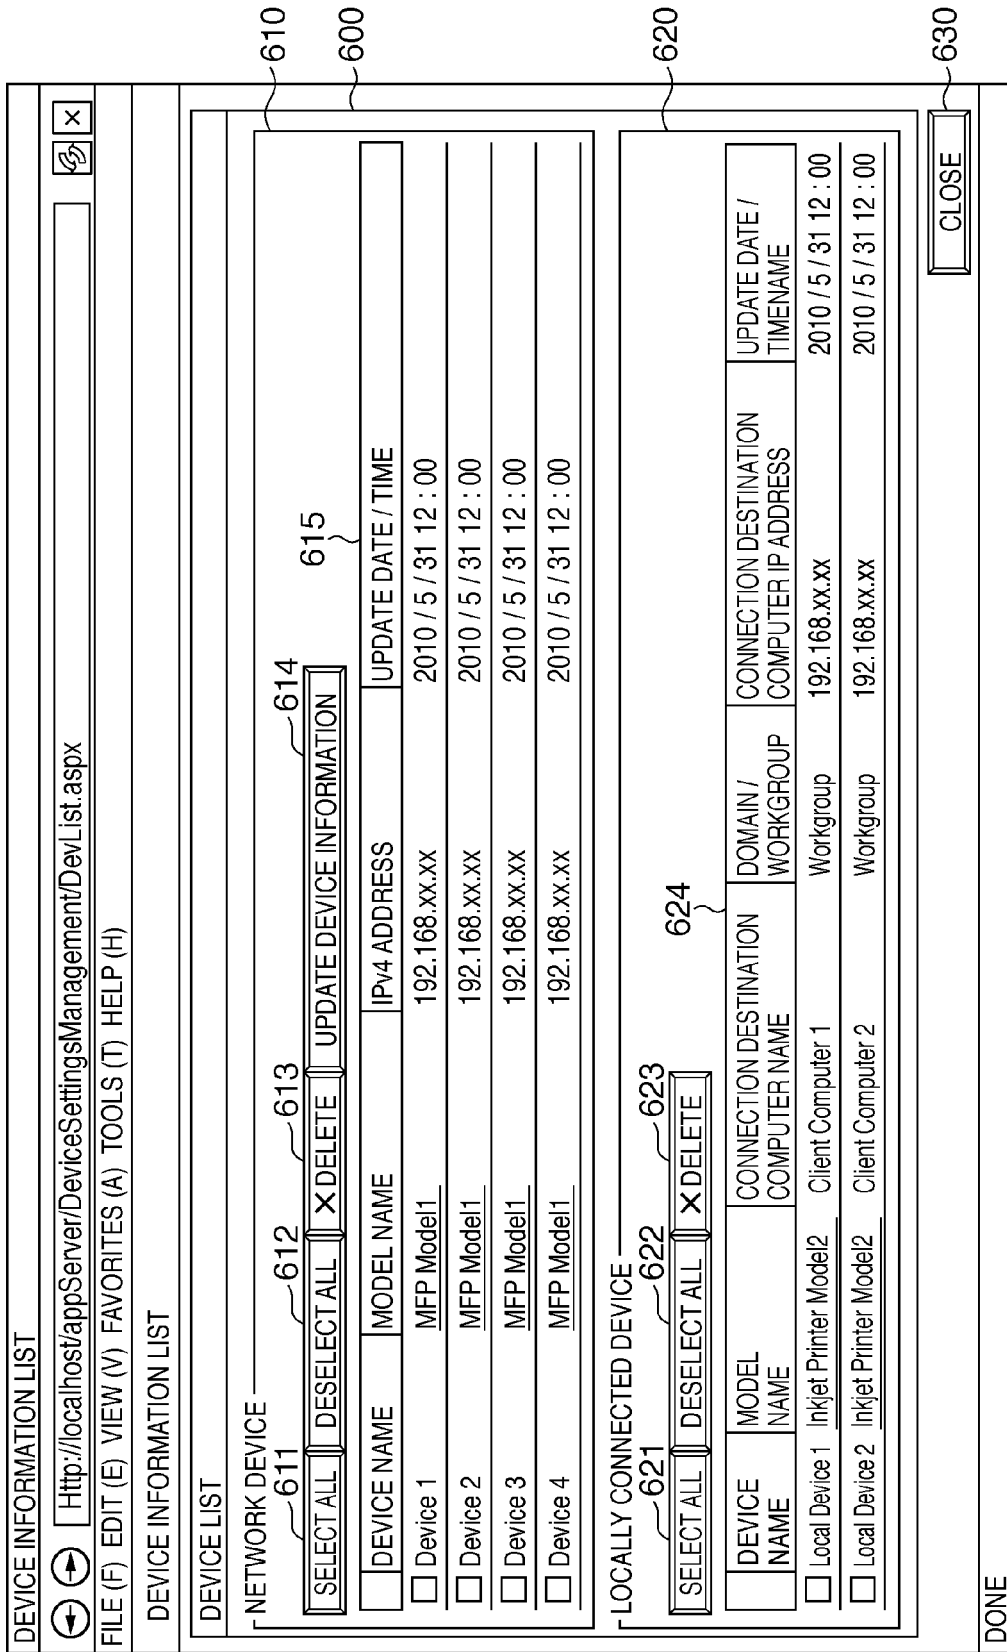 DEVICE INFORMATION LIST
Http://localhost/appServer/DeviceSettingsManagement/DevList.aspx
FILE (F) EDIT (E) VIEW (V) FAVORITES (A) TOOLS (T) HELP (H)
DEVICE INFORMATION LIST
DEVICE LIST
NETWORK DEVICE
610
611 612 613 614
SELECT ALL DESELECT ALL X DELETE UPDATE DEVICE INFORMATION
615
600
DEVICE NAME MODEL NAME IPv4 ADDRESS UPDATE DATE / TIME
Device 1 MFP Model1 192.168.xx.xx 2010 / 5 / 31 12 : 00
Device 2 MFP Model1 192.168.xx.xx 2010 / 5 / 31 12 : 00
Device 3 MFP Model1 192.168.xx.xx 2010 / 5 / 31 12 : 00
Device 4 MFP Model1 192.168.xx.xx 2010 / 5 / 31 12 : 00
LOCALLY CONNECTED DEVICE
620
621 622 623
SELECT ALL DESELECT ALL X DELETE
624
DEVICE NAME MODEL NAME CONNECTION DESTINATION COMPUTER NAME DOMAIN / WORKGROUP CONNECTION DESTINATION COMPUTER IP ADDRESS UPDATE DATE / TIMENAME
Local Device 1 Inkjet Printer Model2 Client Computer 1 Workgroup 192.168.xx.xx 2010 / 5 / 31 12 : 00
Local Device 2 Inkjet Printer Model2 Client Computer 2 Workgroup 192.168.xx.xx 2010 / 5 / 31 12 : 00
CLOSE
630
DONE